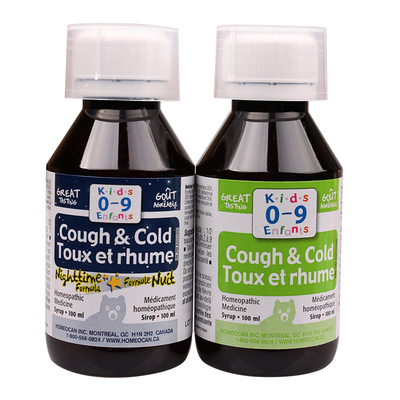 GREAT
TASTING
Kids
0-9
Enfants
GOÛT
AGRÉABLE
Cough & Cold
Toux et rhume
Nighttime
Formula
Formule
Nuit
Homeopathic
Medicine
Syrup • 100 ml
Médicament
homéopathique
Sirop • 100 ml
HOMEOCAN INC. MONTREAL, QC H1N 2H2 CANADA
1-800-556-0824 / WWW.HOMEOCAN.CA
GREAT
TASTING
Kids
0-9
Enfants
GOÛT
AGRÉABLE
Cough & Cold
Toux et rhume
Homeopathic
Medicine
Syrup • 100 ml
Médicament
homéopathique
Sirop • 100 ml
HOMEOCAN INC. MONTREAL, QC H1N 2H2 CANADA
1-800-556-0824 / WWW.HOMEOCAN.CA